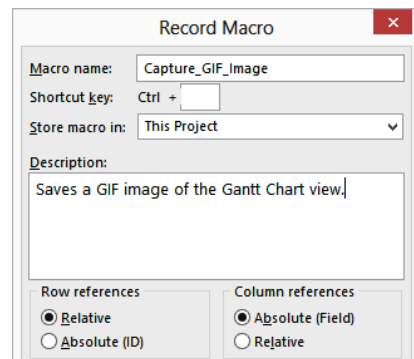 Record Macro
Macro name: Capture_GIF_Image
Shortcut key: Ctrl +
Store macro in: This Project
Description:
Saves a GIF image of the Gantt Chart view.
Row references Column references
Relative Absolute (Field)
Absolute (ID) Relative